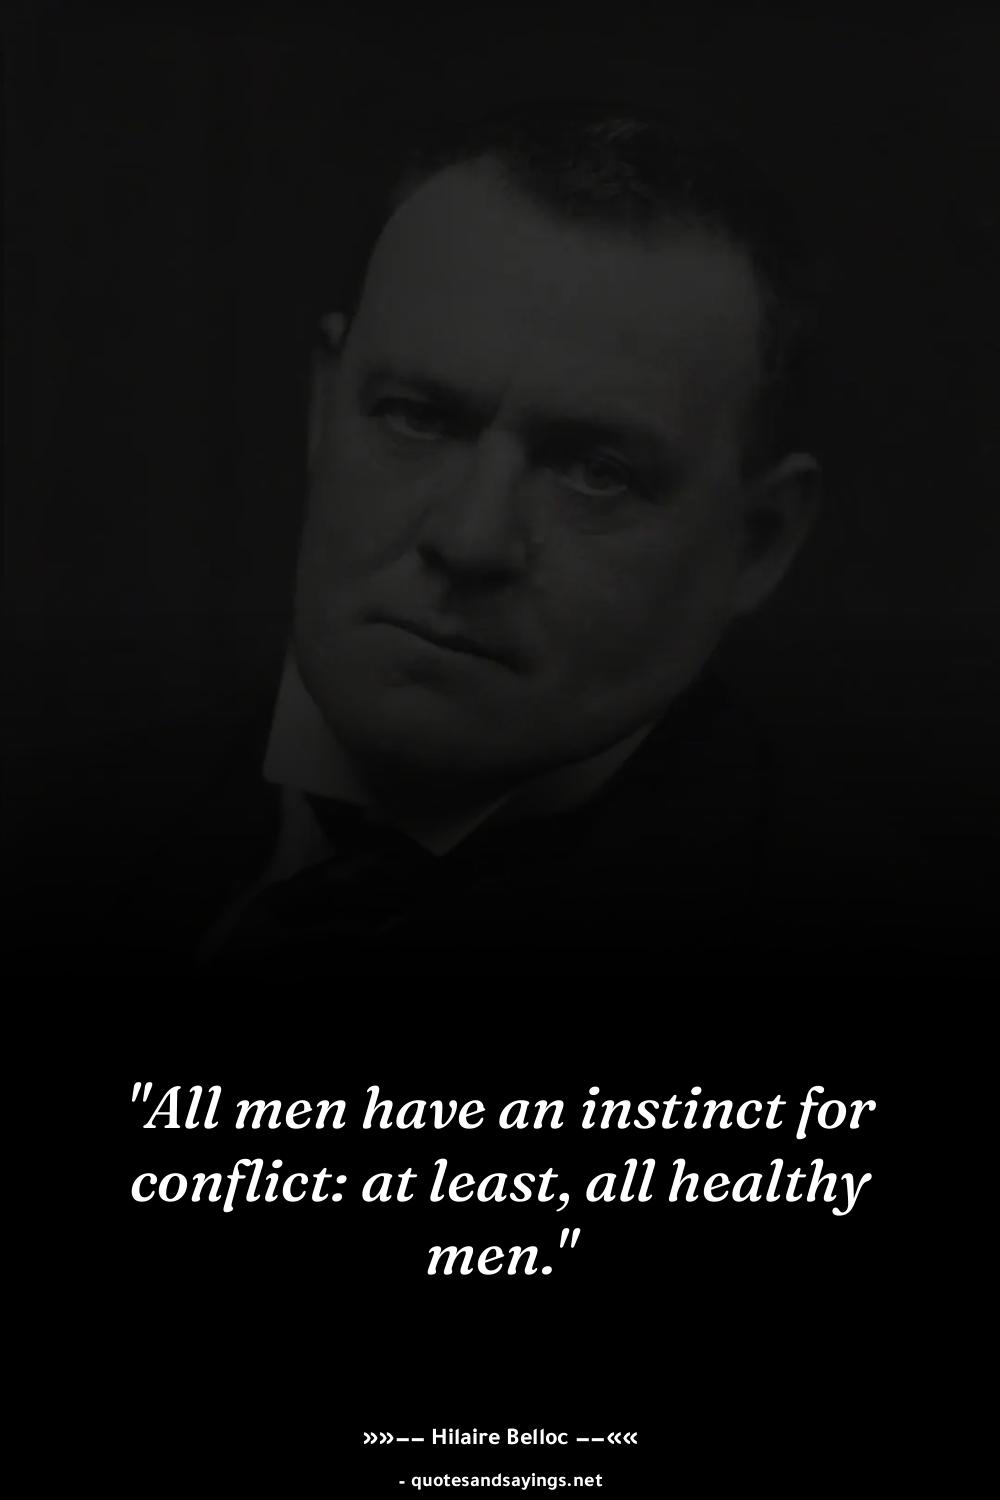 "All men have an instinct for
conflict: at least, all healthy
men."
»»–– Hilaire Belloc ––««
- quotesandsayings.net